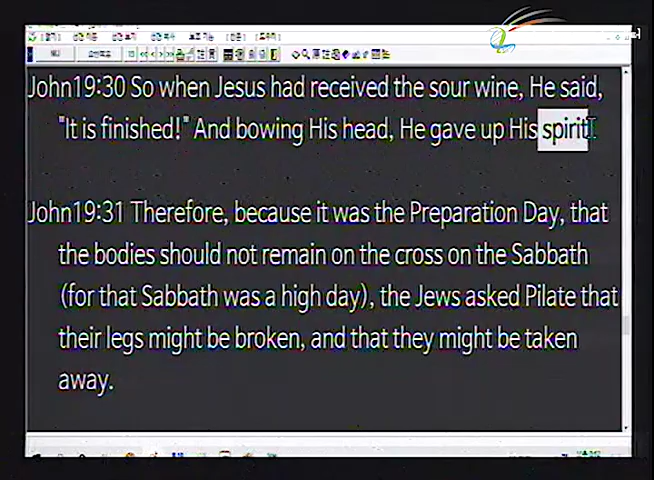 John19:30 So when Jesus had received the sour wine, He said,
"It is finished!" And bowing His head, He gave up His spirit.
John19:31 Therefore, because it was the Preparation Day, that
the bodies should not remain on the cross on the Sabbath
(for that Sabbath was a high day), the Jews asked Pilate that
their legs might be broken, and that they might be taken
away.